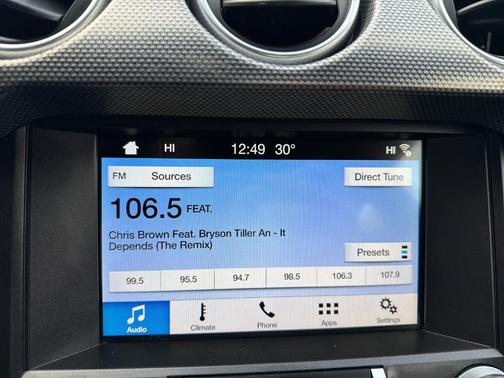 HI 12:49 30° HI
FM Sources Direct Tune
106.5 FEAT.
Chris Brown Feat. Bryson Tiller An - It
Depends (The Remix)
Presets
99.5 95.5 94.7 98.5 106.3 107.9
Audio Climate Phone Apps Settings